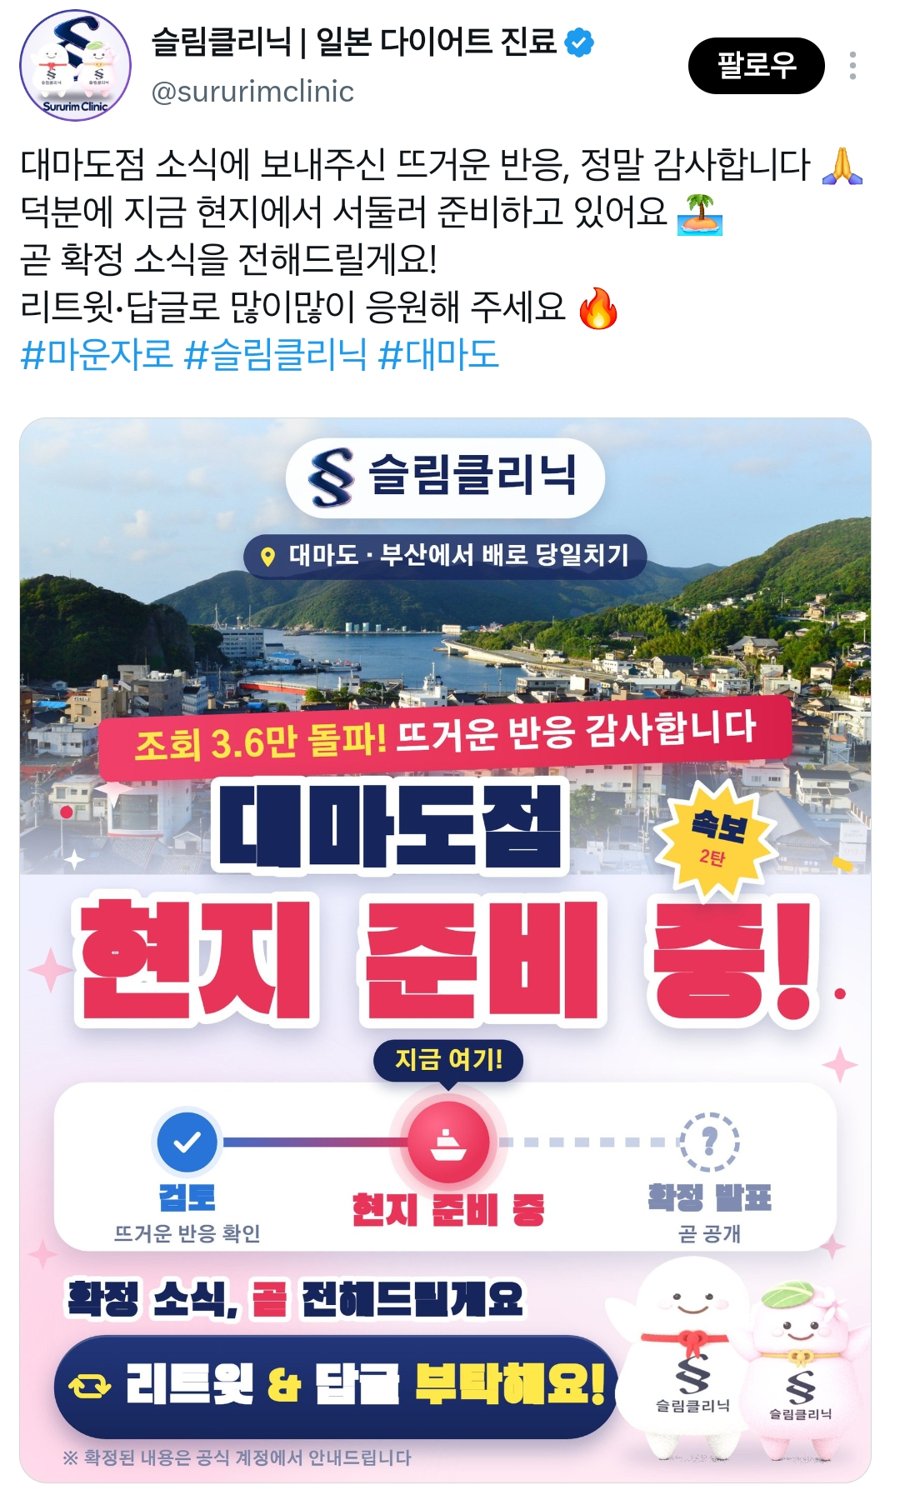 슬림클리닉 | 일본 다이어트 진료
@sururimclinic
팔로우
Sururim Clinic
대마도점 소식에 보내주신 뜨거운 반응, 정말 감사합니다 🙏
덕분에 지금 현지에서 서둘러 준비하고 있어요 🏝️
곧 확정 소식을 전해드릴게요!
리트윗·답글로 많이많이 응원해 주세요 🔥
#마운자로 #슬림클리닉 #대마도
슬림클리닉
대마도 · 부산에서 배로 당일치기
조회 3.6만 돌파! 뜨거운 반응 감사합니다
대마도점
속보
2탄
현지 준비 중!
지금 여기!
검토
뜨거운 반응 확인
현지 준비 중
?
확정 발표
곧 공개
확정 소식, 곧 전해드릴게요
리트윗 & 답글 부탁해요!
슬림클리닉
슬림클리닉
※ 확정된 내용은 공식 계정에서 안내드립니다